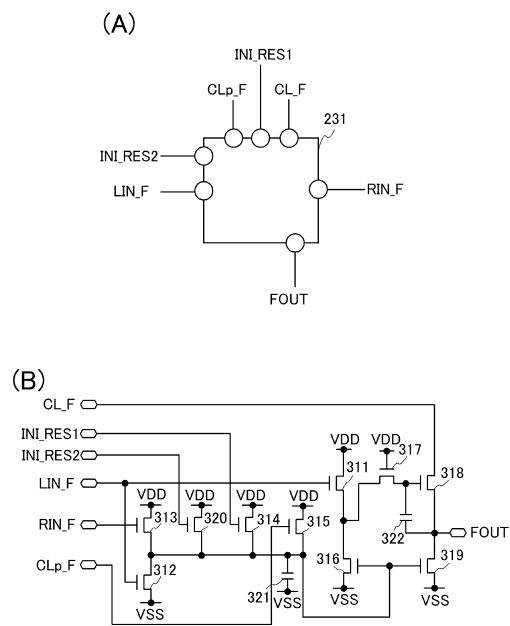 (A)
INI_RES1
CLp_F
CL_F
231
INI_RES2
LIN_F
RIN_F
FOUT
(B)
CL_F
INI_RES1
VDD
VDD
317
INI_RES2
311
318
LIN_F
VDD
VDD
VDD
VDD
313
320
314
315
RIN_F
322
FOUT
CLp_F
312
321
316
319
VSS
VSS
VSS
VSS